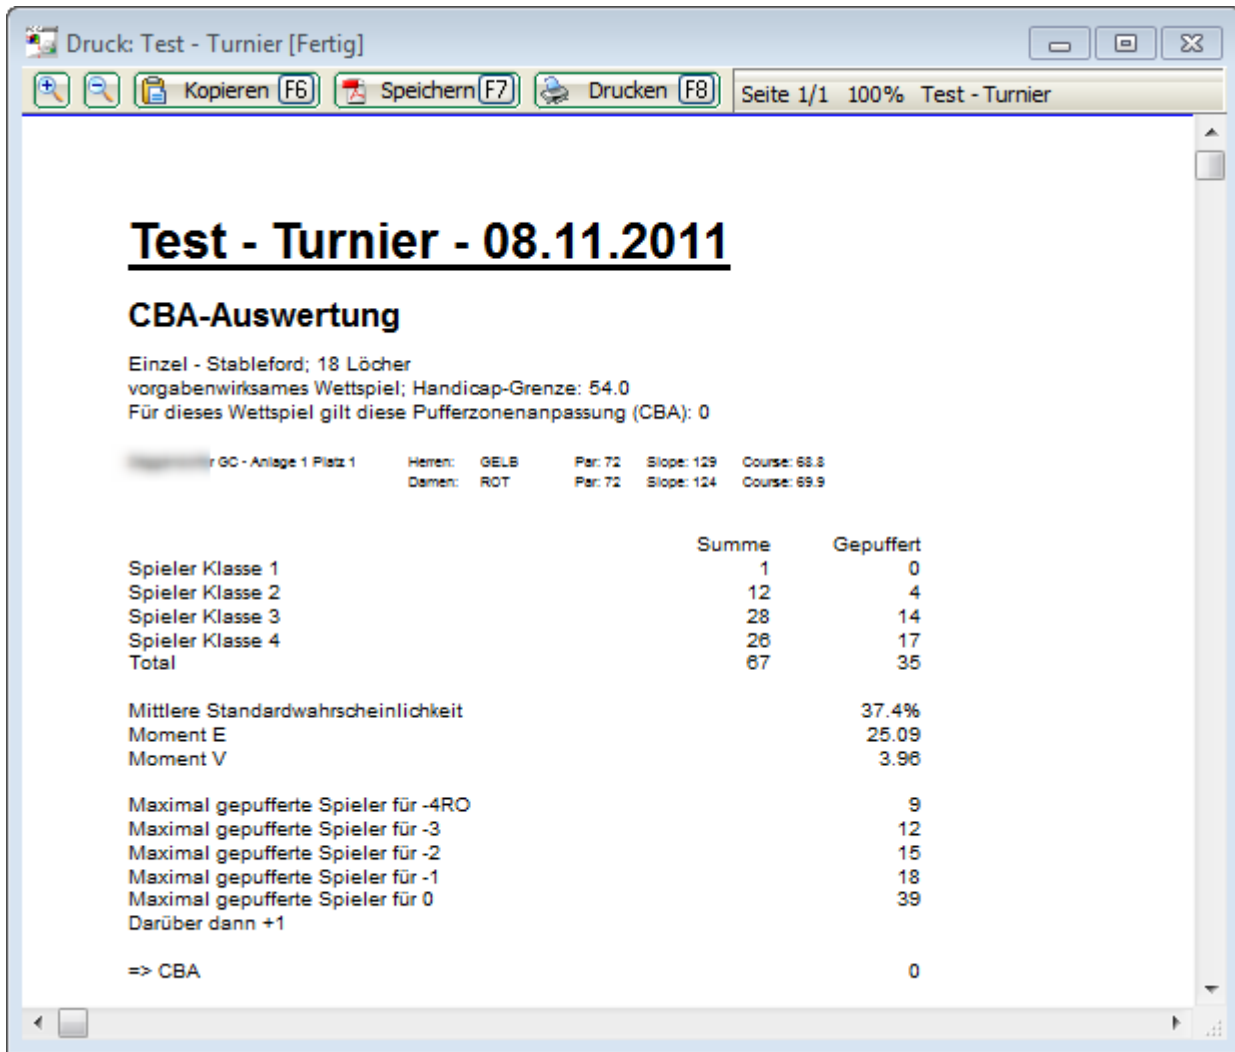 Druck: Test - Turnier [Fertig]
Kopieren F6 Speichern F7 Drucken F8 Seite 1/1 100% Test - Turnier
Test - Turnier - 08.11.2011
CBA-Auswertung
Einzel - Stableford; 18 Löcher
vorgabenwirksames Wettspiel; Handicap-Grenze: 54.0
Für dieses Wettspiel gilt diese Pufferzonenanpassung (CBA): 0
GC - Anlage 1 Platz 1 Herren: GELB Par: 72 Slope: 129 Course: 68.8
Damen: ROT Par: 72 Slope: 124 Course: 69.9
Summe Gepuffert
Spieler Klasse 1 1 0
Spieler Klasse 2 12 4
Spieler Klasse 3 28 14
Spieler Klasse 4 26 17
Total 67 35
Mittlere Standardwahrscheinlichkeit 37.4%
Moment E 25.09
Moment V 3.96
Maximal gepufferte Spieler für -4RO 9
Maximal gepufferte Spieler für -3 12
Maximal gepufferte Spieler für -2 15
Maximal gepufferte Spieler für -1 18
Maximal gepufferte Spieler für 0 39
Darüber dann +1
=> CBA 0